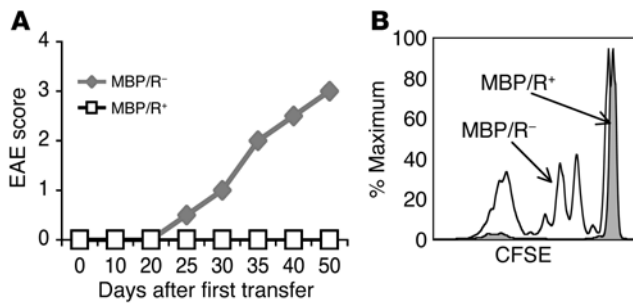 A
4
3
2
1
0
EAE score
MBP/R⁻
MBP/R⁺
0 10 20 25 30 35 40 50
Days after first transfer
B
100
80
60
40
20
0
% Maximum
MBP/R⁺
MBP/R⁻
CFSE